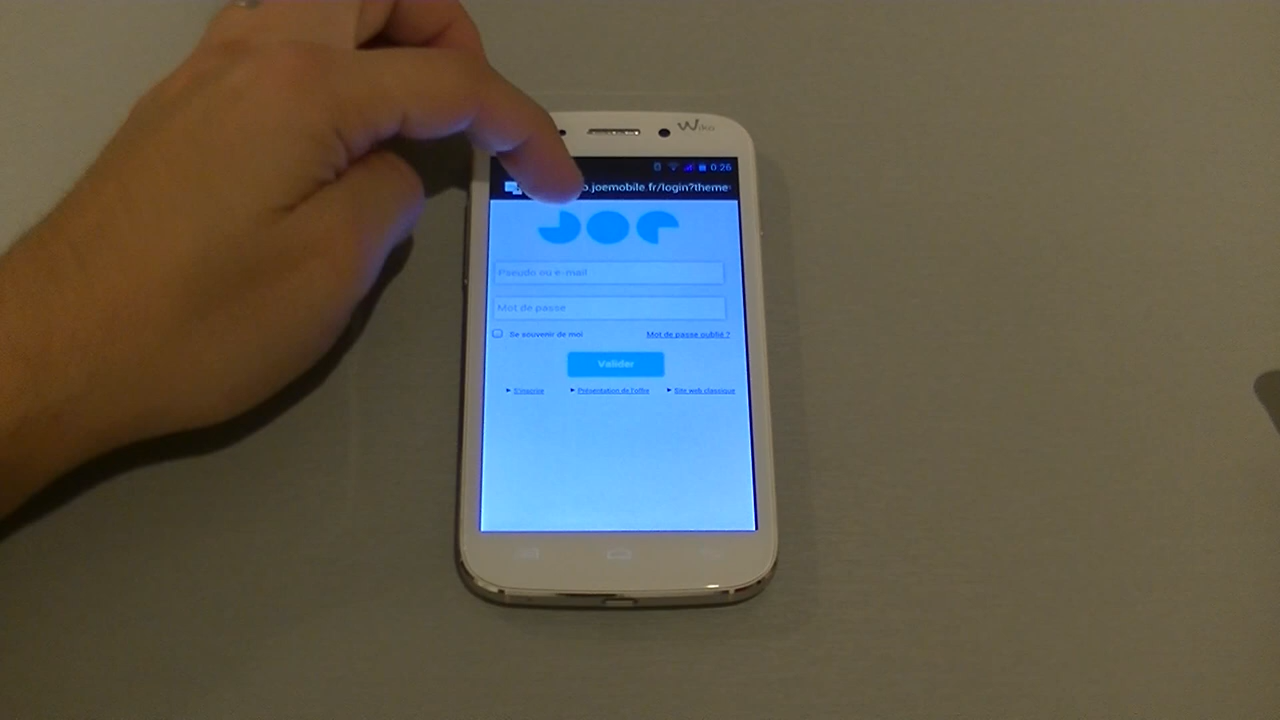 Wiko
0:26
o.joemobile.fr/login?theme
JOE
Pseudo ou e-mail
Mot de passe
Se souvenir de moi Mot de passe oublié ?
Valider
S'inscrire Présentation de l'offre Site web classique